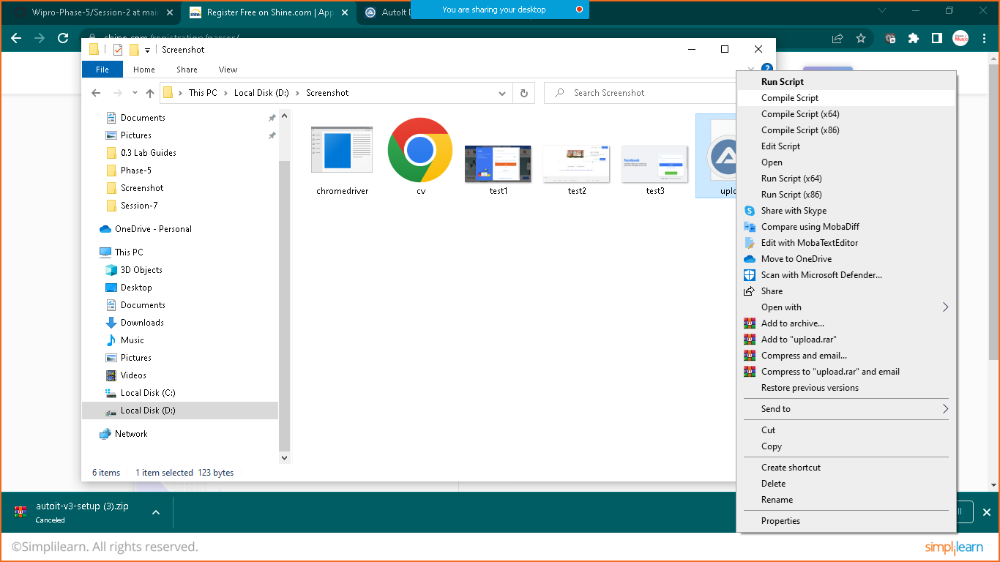 Wipro-Phase-5/Session-2 at main
Register Free on Shine.com | App
AutoIt D
You are sharing your desktop
shine.com/registration/parser/
Screenshot
File
Home
Share
View
This PC
Local Disk (D:)
Screenshot
Search Screenshot
Documents
Pictures
0.3 Lab Guides
Phase-5
Screenshot
Session-7
OneDrive - Personal
This PC
3D Objects
Desktop
Documents
Downloads
Music
Pictures
Videos
Local Disk (C:)
Local Disk (D:)
Network
chromedriver
cv
test1
test2
test3
uplo
6 items
1 item selected 123 bytes
Run Script
Compile Script
Compile Script (x64)
Compile Script (x86)
Edit Script
Open
Run Script (x64)
Run Script (x86)
Share with Skype
Compare using MobaDiff
Edit with MobaTextEditor
Move to OneDrive
Scan with Microsoft Defender...
Share
Open with
Add to archive...
Add to "upload.rar"
Compress and email...
Compress to "upload.rar" and email
Restore previous versions
Send to
Cut
Copy
Create shortcut
Delete
Rename
Properties
autoit-v3-setup (3).zip
Canceled
©Simplilearn. All rights reserved.
simplilearn